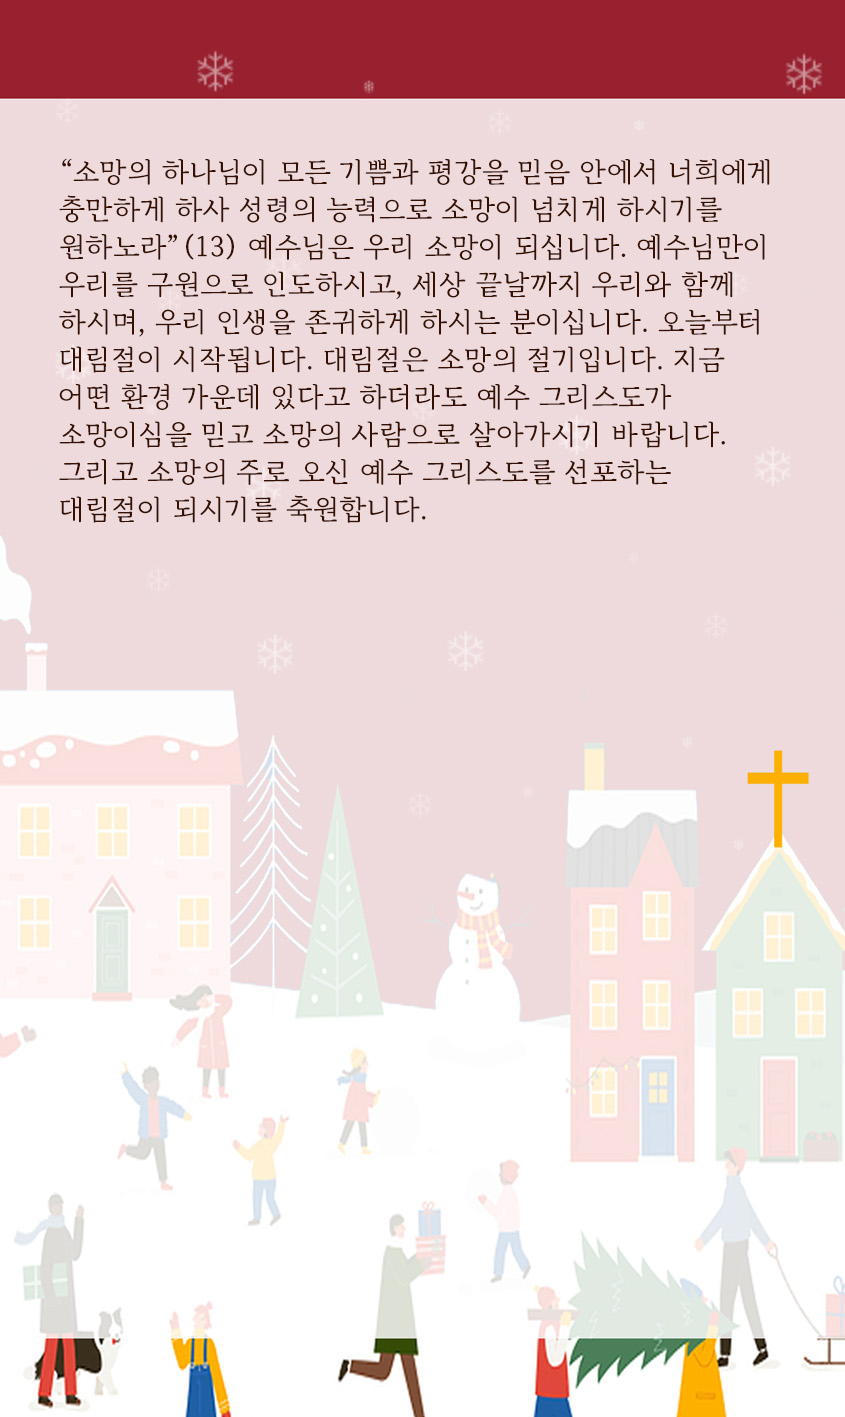 “소망의 하나님이 모든 기쁨과 평강을 믿음 안에서 너희에게
충만하게 하사 성령의 능력으로 소망이 넘치게 하시기를
원하노라” (13) 예수님은 우리 소망이 되십니다. 예수님만이
우리를 구원으로 인도하시고, 세상 끝날까지 우리와 함께
하시며, 우리 인생을 존귀하게 하시는 분이십니다. 오늘부터
대림절이 시작됩니다. 대림절은 소망의 절기입니다. 지금
어떤 환경 가운데 있다고 하더라도 예수 그리스도가
소망이심을 믿고 소망의 사람으로 살아가시기 바랍니다.
그리고 소망의 주로 오신 예수 그리스도를 선포하는
대림절이 되시기를 축원합니다.